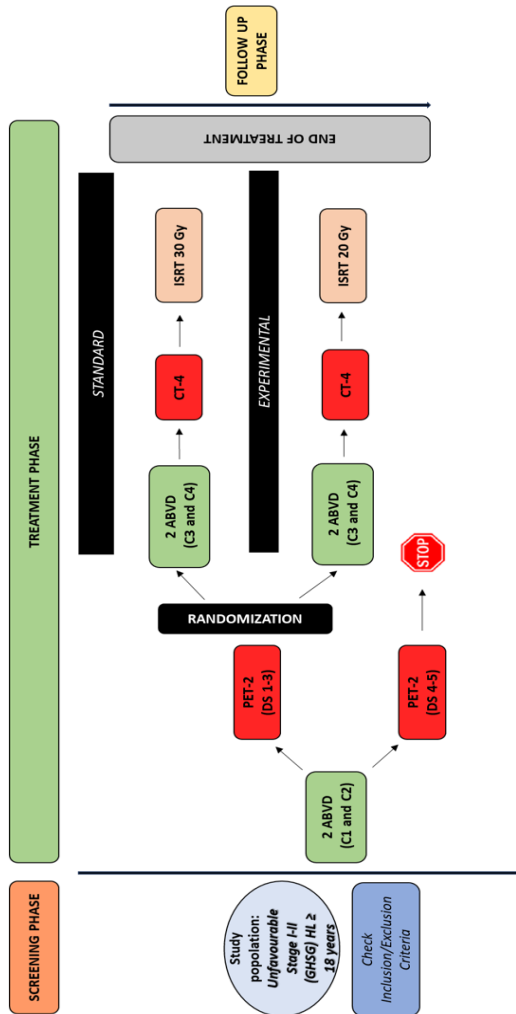 SCREENING PHASE
TREATMENT PHASE
FOLLOW UP
PHASE
Study
popolation:
Unfavourable
Stage I-II
(GHSG) HL ≥
18 years
Check
Inclusion/Exclusion
Criteria
2 ABVD
(C1 and C2)
PET-2
(DS 1-3)
PET-2
(DS 4-5)
STOP
RANDOMIZATION
STANDARD
2 ABVD
(C3 and C4)
CT-4
ISRT 30 Gy
EXPERIMENTAL
2 ABVD
(C3 and C4)
CT-4
ISRT 20 Gy
END OF TREATMENT